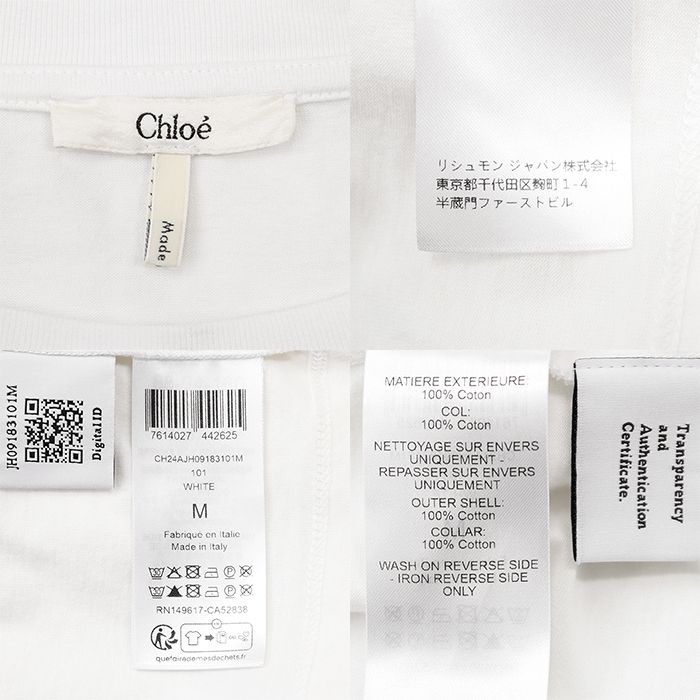 Chloé
Made
リシュモン ジャパン株式会社
東京都千代田区麹町1-4
半蔵門ファーストビル
JH09183101M
Digital ID
7614027 442625
CH24AJH09183101M
101
WHITE
M
Fabriqué en Italie
Made in Italy
RN149617-CA52838
FR
OU
quefairedemesdechets.fr
MATIERE EXTERIEURE:
100% Coton
COL:
100% Coton
NETTOYAGE SUR ENVERS
UNIQUEMENT -
REPASSER SUR ENVERS
UNIQUEMENT
OUTER SHELL:
100% Cotton
COLLAR:
100% Cotton
WASH ON REVERSE SIDE
- IRON REVERSE SIDE
ONLY
Transparency
and
Authentication
Certificate.